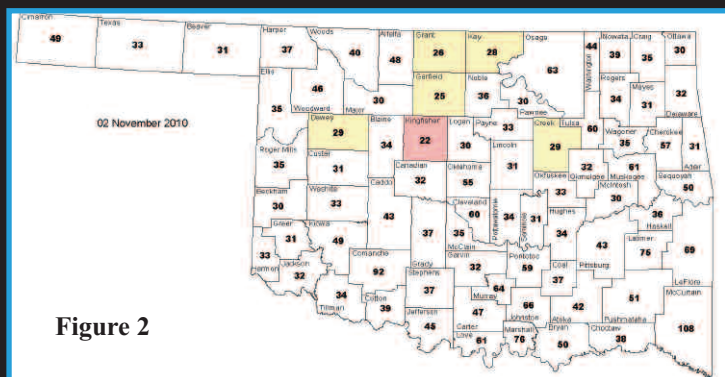 Cimarron
Texas
Beaver
Harper
Woods
Alfalfa
Grant
Kay
Osage
Nowata
Craig
Ottawa
49
33
31
37
40
48
26
28
63
44
39
35
30
Washington
Ellis
Garfield
Noble
Rogers
Mayes
46
25
36
34
31
32
35
Woodward
Major
30
30
Pawnee
Delaware
02 November 2010
Dewey
Blaine
Kingfisher
Logan
Payne
33
Creek
Tulsa
60
Wagoner
Cherokee
29
34
22
30
Lincoln
29
35
57
31
Roger Mills
Custer
Adair
35
31
Canadian
Oklahoma
31
Okfuskee
32
Okmulgee
Muskogee
61
Sequoyah
32
55
33
McIntosh
50
Beckham
Washita
Caddo
30
30
33
Cleveland
60
Pottawatomie
34
Seminole
31
Hughes
34
36
Haskell
Greer
Kiowa
43
37
35
McClain
43
Latimer
31
49
75
69
33
Harmon
Jackson
32
Comanche
92
Grady
Garvin
32
Pontotoc
59
Coal
37
Pittsburg
LeFlore
Stephens
37
64
Murray
McCurtain
34
Tillman
Cotton
39
47
66
Johnston
42
Atoka
51
Pushmataha
Figure 2
Jefferson
45
Carter
Love
61
Marshall
76
Bryan
50
Choctaw
38
108